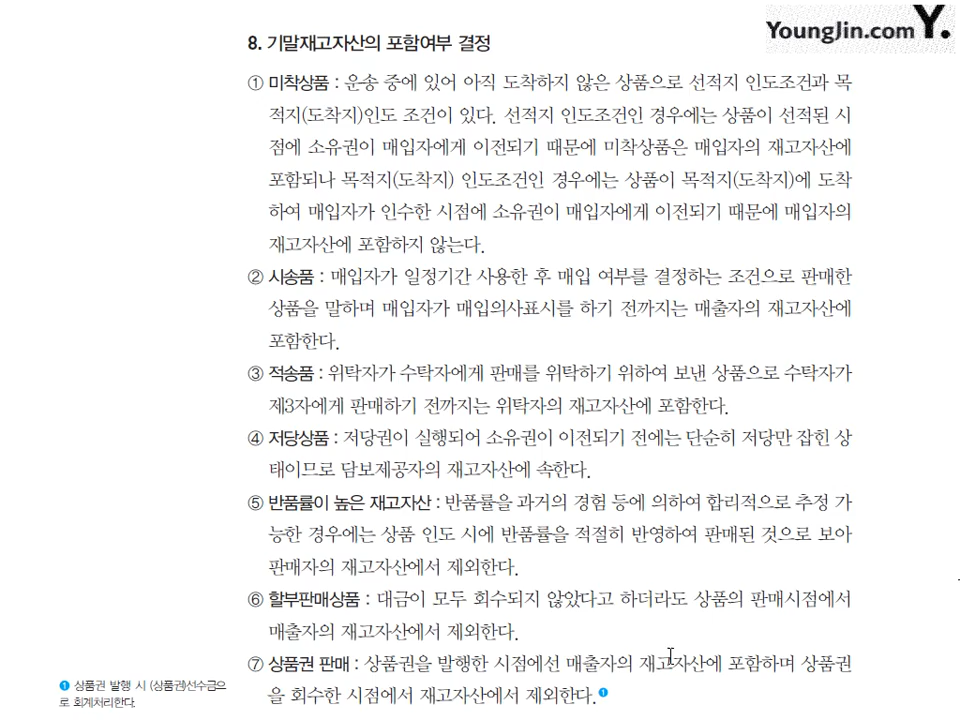 YoungJin.com Y.
8. 기말재고자산의 포함여부 결정
① 미착상품 : 운송 중에 있어 아직 도착하지 않은 상품으로 선적지 인도조건과 목
적지(도착지)인도 조건이 있다. 선적지 인도조건인 경우에는 상품이 선적된 시
점에 소유권이 매입자에게 이전되기 때문에 미착상품은 매입자의 재고자산에
포함되나 목적지(도착지) 인도조건인 경우에는 상품이 목적지(도착지)에 도착
하여 매입자가 인수한 시점에 소유권이 매입자에게 이전되기 때문에 매입자의
재고자산에 포함하지 않는다.
② 시송품 : 매입자가 일정기간 사용한 후 매입 여부를 결정하는 조건으로 판매한
상품을 말하며 매입자가 매입의사표시를 하기 전까지는 매출자의 재고자산에
포함한다.
③ 적송품 : 위탁자가 수탁자에게 판매를 위탁하기 위하여 보낸 상품으로 수탁자가
제3자에게 판매하기 전까지는 위탁자의 재고자산에 포함한다.
④ 저당상품 : 저당권이 실행되어 소유권이 이전되기 전에는 단순히 저당만 잡힌 상
태이므로 담보제공자의 재고자산에 속한다.
⑤ 반품률이 높은 재고자산 : 반품률을 과거의 경험 등에 의하여 합리적으로 추정 가
능한 경우에는 상품 인도 시에 반품률을 적절히 반영하여 판매된 것으로 보아
판매자의 재고자산에서 제외한다.
⑥ 할부판매상품 : 대금이 모두 회수되지 않았다고 하더라도 상품의 판매시점에서
매출자의 재고자산에서 제외한다.
⑦ 상품권 판매 : 상품권을 발행한 시점에선 매출자의 재고자산에 포함하며 상품권
을 회수한 시점에서 재고자산에서 제외한다.❶
❶ 상품권 발행 시 (상품권)선수금으
로 회계처리한다.